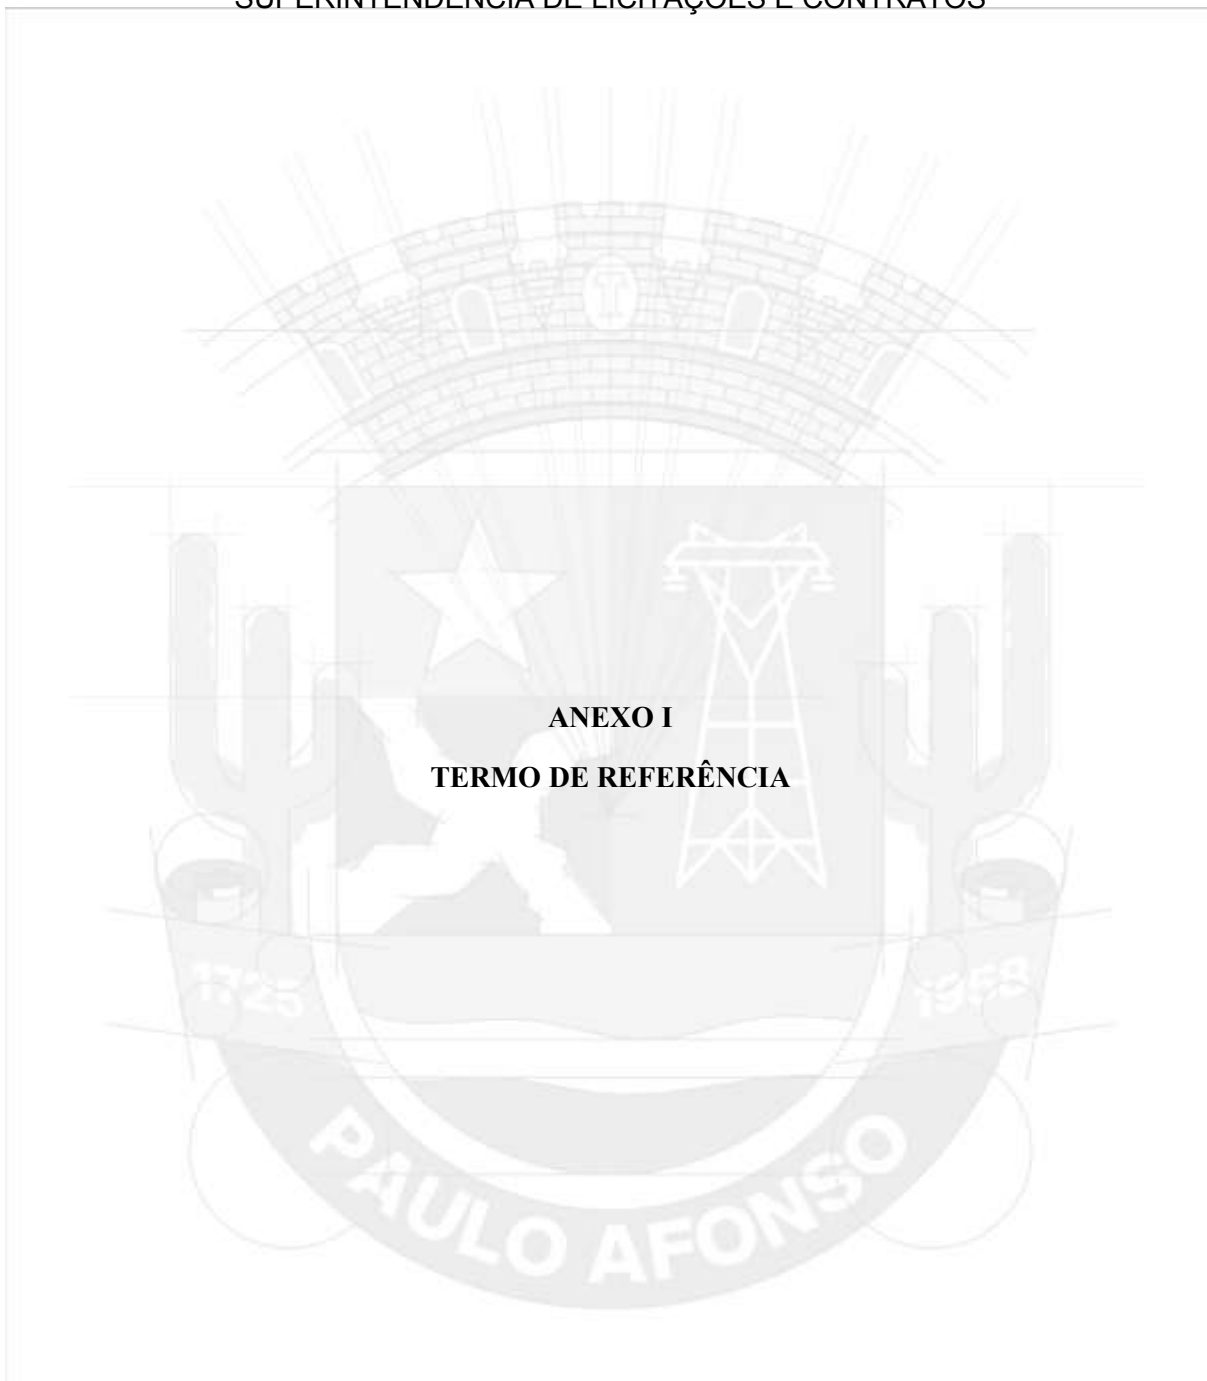 SUPERINTENDÊNCIA DE LICITAÇÕES E CONTRATOS
ANEXO I
TERMO DE REFERÊNCIA
1725
1958
PAULO AFONSO